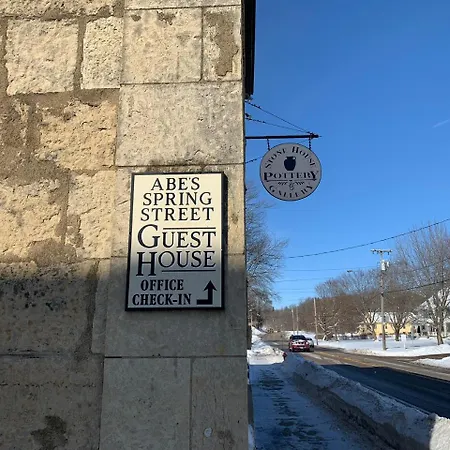 ABE'S
SPRING
STREET
GUEST
HOUSE
OFFICE
CHECK-IN
STONE HOUSE
POTTERY
&
GALLERY